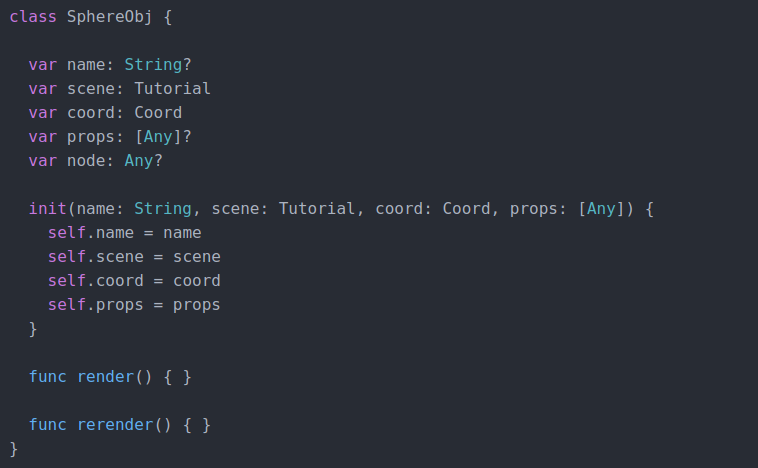 class SphereObj {
  var name: String?
  var scene: Tutorial
  var coord: Coord
  var props: [Any]?
  var node: Any?
  init(name: String, scene: Tutorial, coord: Coord, props: [Any]) {
    self.name = name
    self.scene = scene
    self.coord = coord
    self.props = props
  }
  func render() { }
  func rerender() { }
}